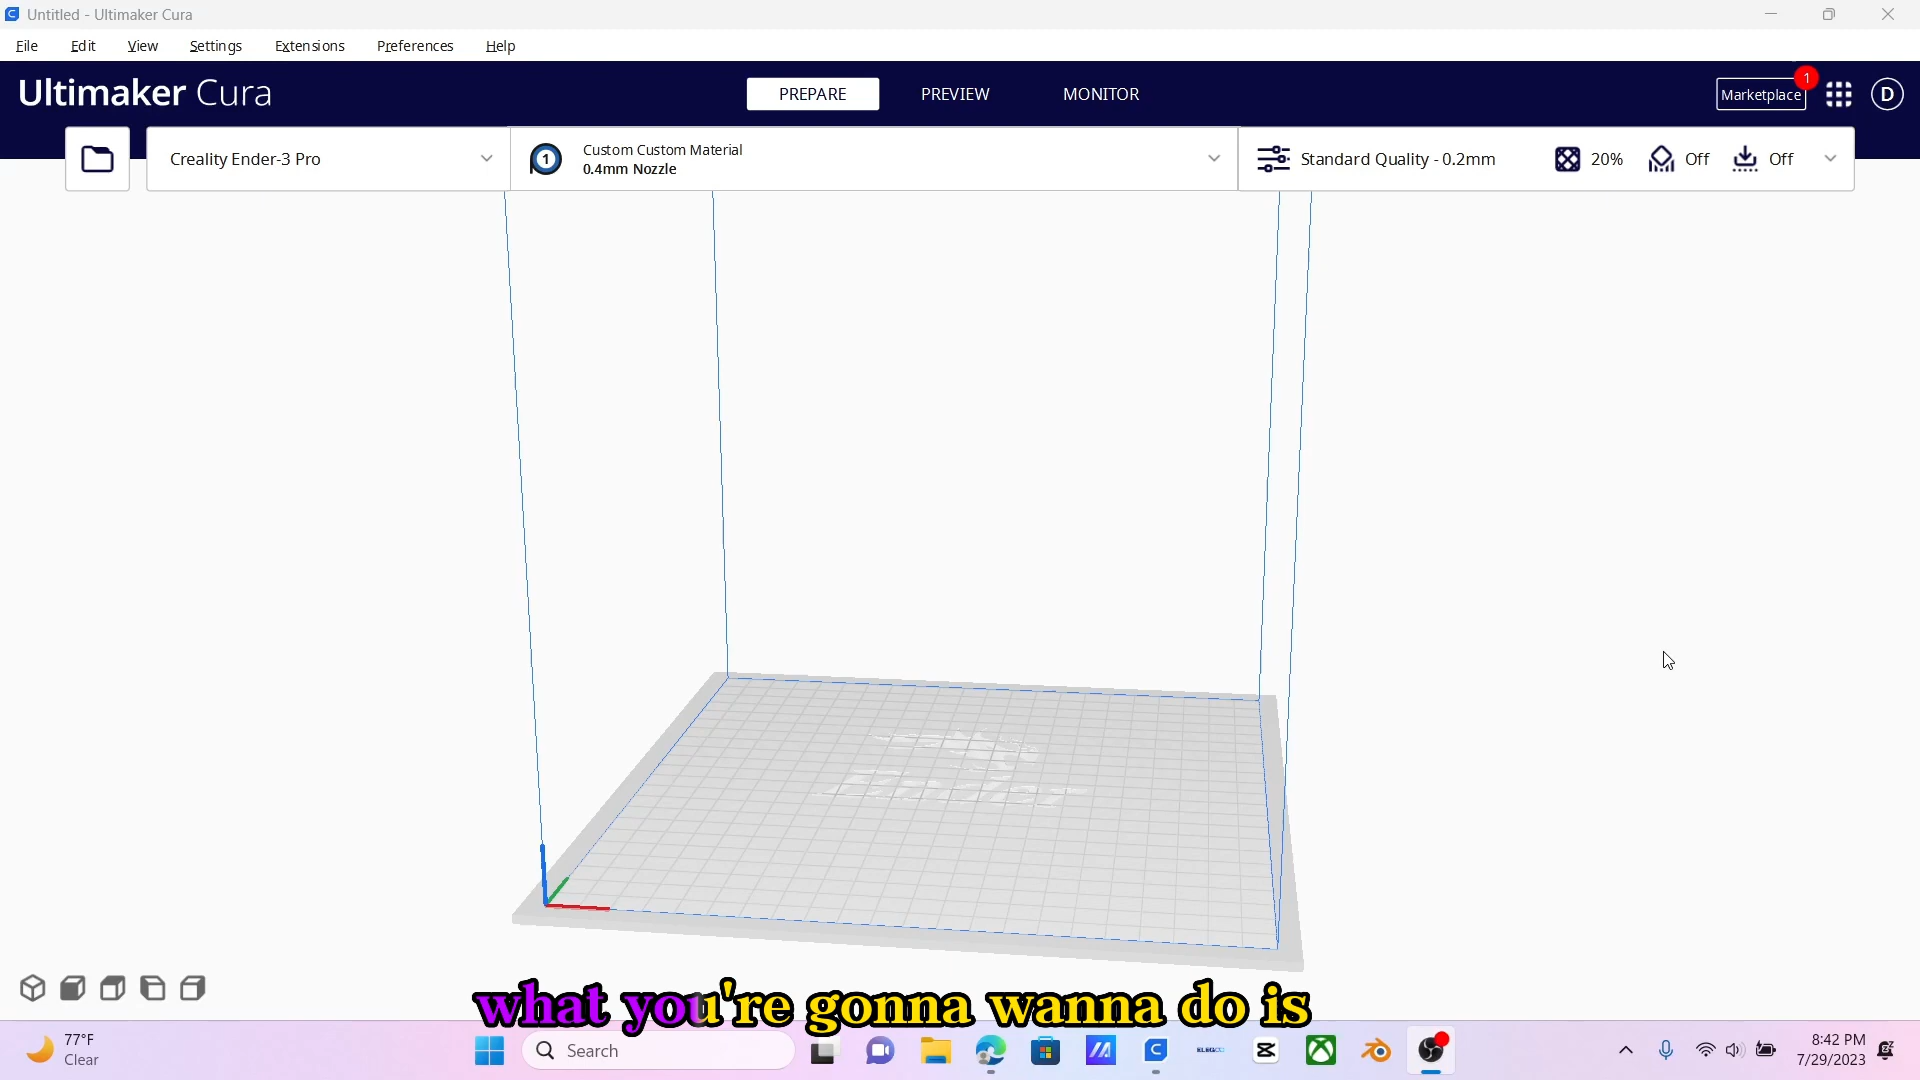 Untitled - Ultimaker Cura
File Edit View Settings Extensions Preferences Help
Ultimaker Cura
PREPARE PREVIEW MONITOR
Marketplace 1 D
Creality Ender-3 Pro
1 Custom Custom Material
0.4mm Nozzle
Standard Quality - 0.2mm 20% Off Off
what you're gonna wanna do is
77°F
Clear
Search
8:42 PM
7/29/2023